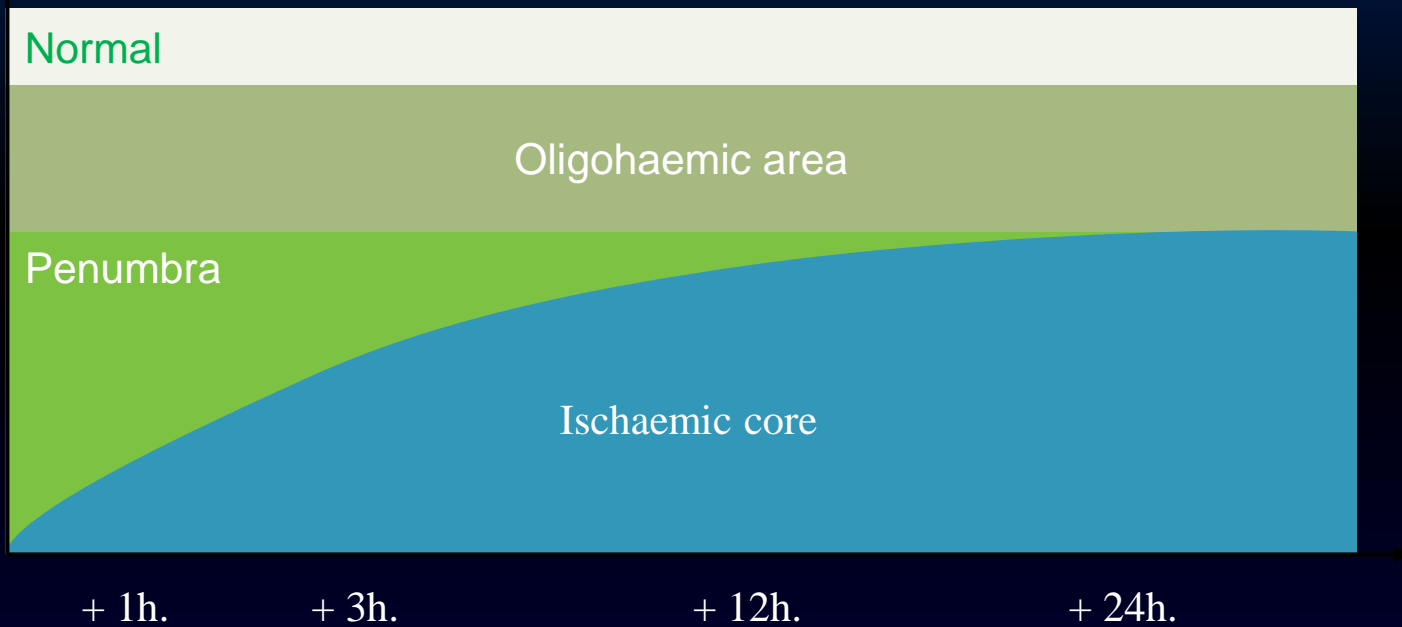 Normal
Oligohaemic area
Penumbra
Ischaemic core
+ 1h. + 3h. + 12h. + 24h.